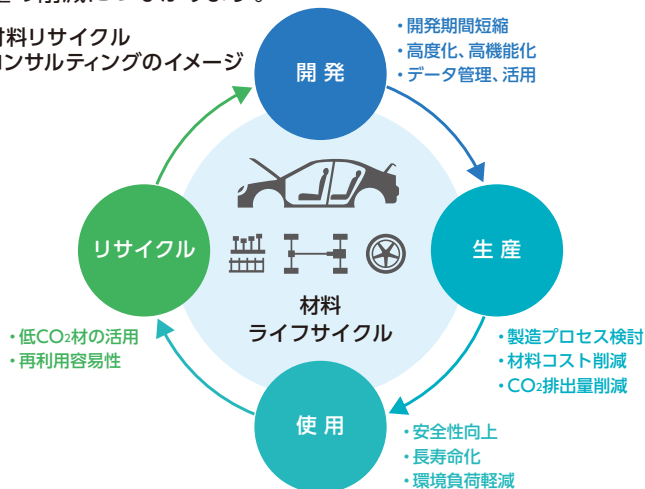 材料リサイクル
コンサルティングのイメージ
開 発
・開発期間短縮
・高度化、高機能化
・データ管理、活用
リサイクル
生 産
材料
ライフサイクル
・低CO₂材の活用
・再利用容易性
・製造プロセス検討
・材料コスト削減
・CO₂排出量削減
使 用
・安全性向上
・長寿命化
・環境負荷軽減